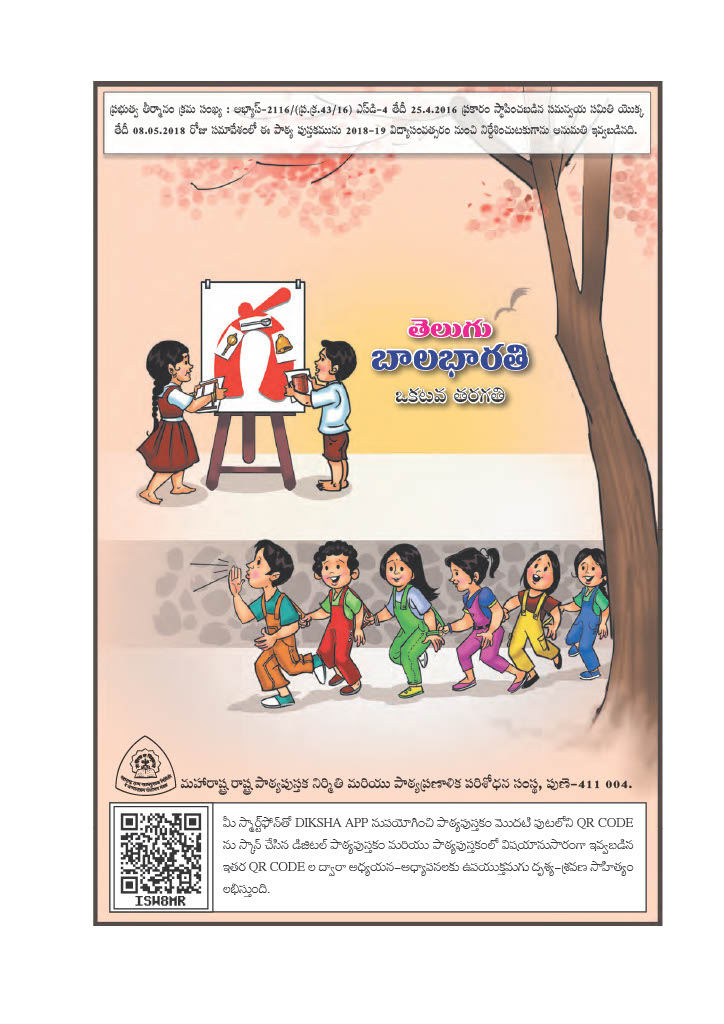 ప్రభుత్వ తీర్మానం క్రమ సంఖ్య : అభ్యాస్-2116/(ప్ర.క్ర.43/16) ఎస్‌డి-4 తేదీ 25.4.2016 ప్రకారం స్థాపించబడిన సమన్వయ సమితి యొక్క
తేదీ 08.05.2018 రోజు సమావేశంలో ఈ పాఠ్య పుస్తకమును 2018-19 విద్యాసంవత్సరం నుంచి నిర్దేశించుటకుగాను అనుమతి ఇవ్వబడినది.
తెలుగు
బాలభారతి
ఒకటవ తరగతి
మహారాష్ట్ర రాష్ట్ర పాఠ్యపుస్తక నిర్మితి మరియు పాఠ్యప్రణాళిక పరిశోధన సంస్థ, పుణె-411 004.
మీ స్మార్ట్‌ఫోన్‌తో DIKSHA APP నుపయోగించి పాఠ్యపుస్తకం మొదటి పుటలోని QR CODE
ను స్కాన్ చేసిన డిజిటల్ పాఠ్యపుస్తకం మరియు పాఠ్యపుస్తకంలో విషయానుసారంగా ఇవ్వబడిన
ఇతర QR CODE ల ద్వారా అధ్యయన-అధ్యాపనలకు ఉపయుక్తమగు దృశ్య-శ్రవణ సాహిత్యం
లభిస్తుంది.
ISW8MR